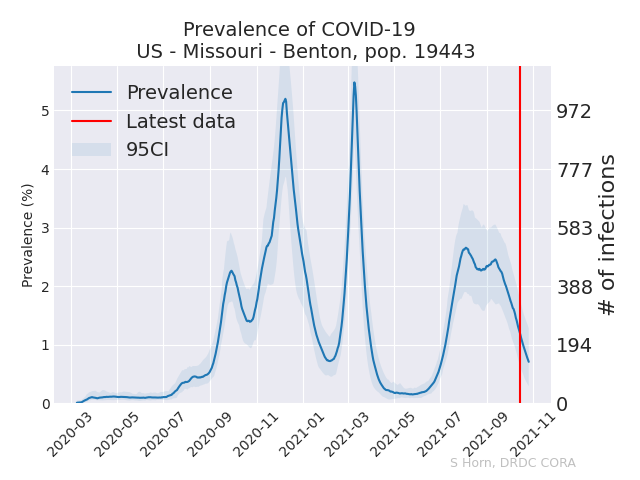 Prevalence of COVID-19
US - Missouri - Benton, pop. 19443
Prevalence
Latest data
95CI
Prevalence (%)
5
4
3
2
1
0
972
777
583
388
194
0
# of infections
2020-03
2020-05
2020-07
2020-09
2020-11
2021-01
2021-03
2021-05
2021-07
2021-09
2021-11
S Horn, DRDC CORA